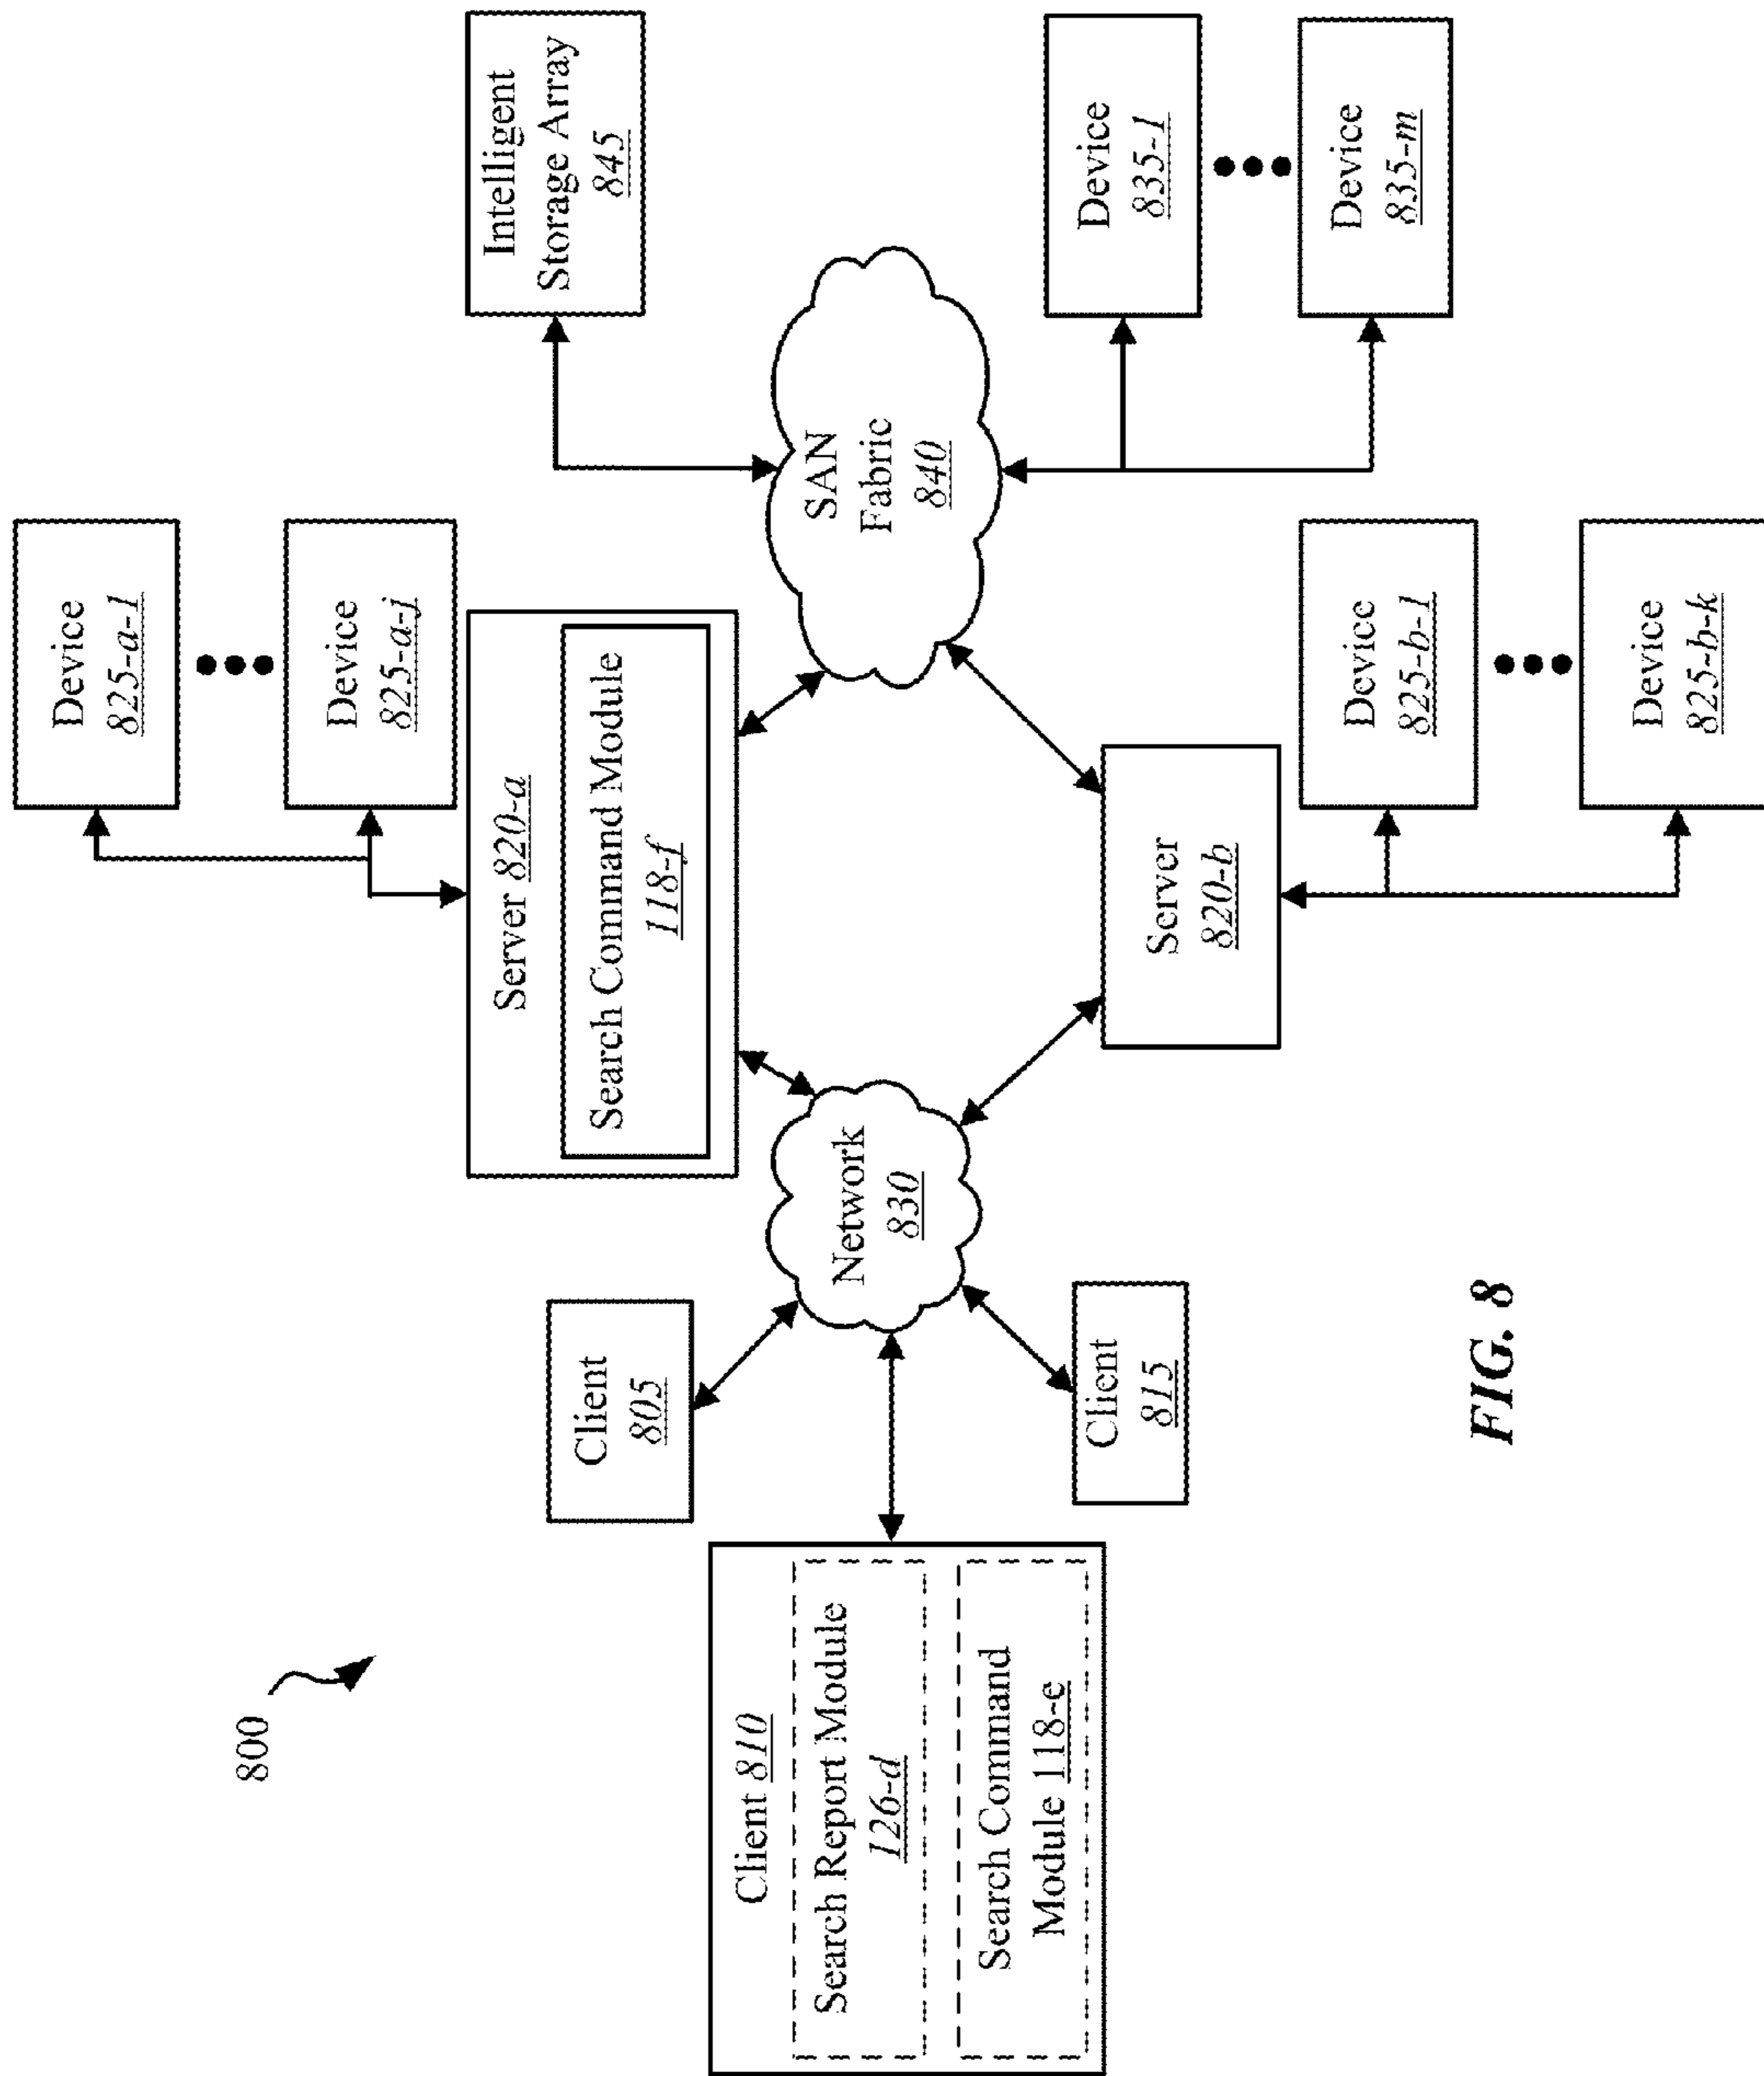 800
Device
825-a-1
Device
825-a-j
Server 820-a
Search Command Module
118-f
Intelligent
Storage Array
845
Client
805
Client 810
Search Report Module
126-d
Search Command
Module 118-e
Network
830
SAN
Fabric
840
Client
815
Server
820-b
Device
835-1
Device
835-m
Device
825-b-1
Device
825-b-k
FIG. 8